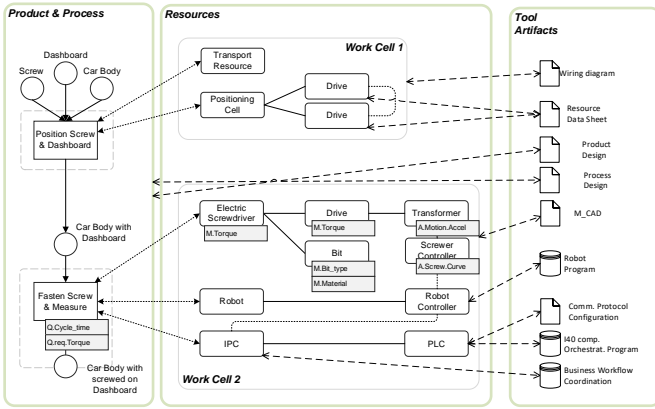 Product & Process
Dashboard
Screw
Car Body
Position Screw
& Dashboard
Car Body with
Dashboard
Fasten Screw
& Measure
Q.Cycle_time
Q.req.Torque
Car Body with
screwed on
Dashboard
Resources
Work Cell 1
Transport
Resource
Positioning
Cell
Drive
Drive
Electric
Screwdriver
M.Torque
Drive
M.Torque
Transformer
A.Motion.Accel
Bit
M.Bit_type
M.Material
Screwer
Controller
A.Screw.Curve
Robot
Robot
Controller
IPC
PLC
Work Cell 2
Tool
Artifacts
Wiring diagram
Resource
Data Sheet
Product
Design
Process
Design
M_CAD
Robot
Program
Comm. Protocol
Configuration
I40 comp.
Orchestrat. Program
Business Workflow
Coordination